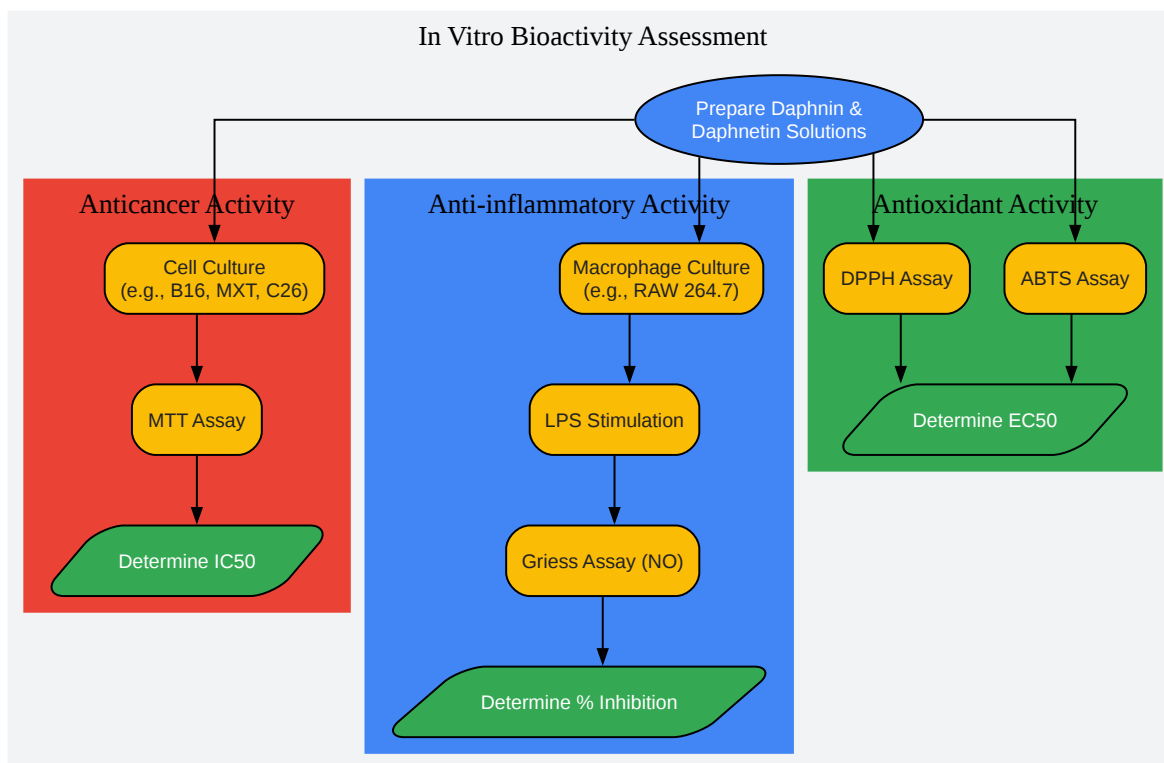 In Vitro Bioactivity Assessment
Prepare Daphnin &
Daphnetin Solutions
Anticancer Activity
Cell Culture
(e.g., B16, MXT, C26)
MTT Assay
Determine IC50
Anti-inflammatory Activity
Macrophage Culture
(e.g., RAW 264.7)
LPS Stimulation
Griess Assay (NO)
Determine % Inhibition
Antioxidant Activity
DPPH Assay
ABTS Assay
Determine EC50